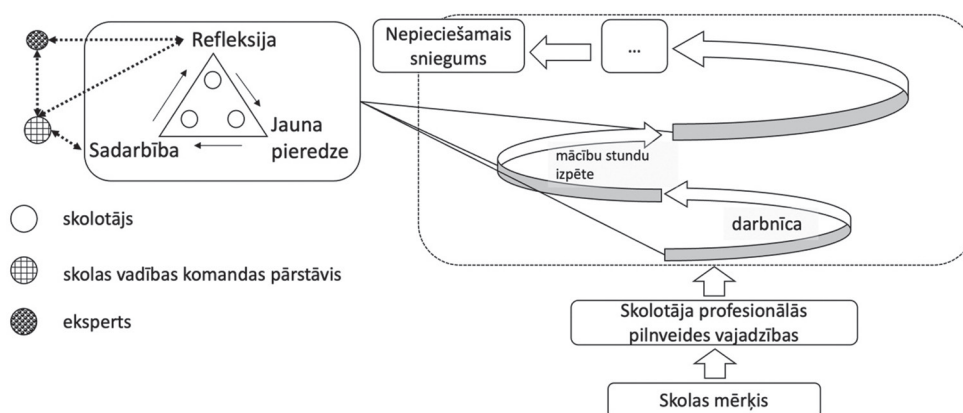 Refleksija
Sadarbība
Jauna
pieredze
skolotājs
skolas vadības komandas pārstāvis
eksperts
Nepieciešamais
sniegums
...
mācību stundu
izpēte
darbnīca
Skolotāja profesionālās
pilnveides vajadzības
Skolas mērķis